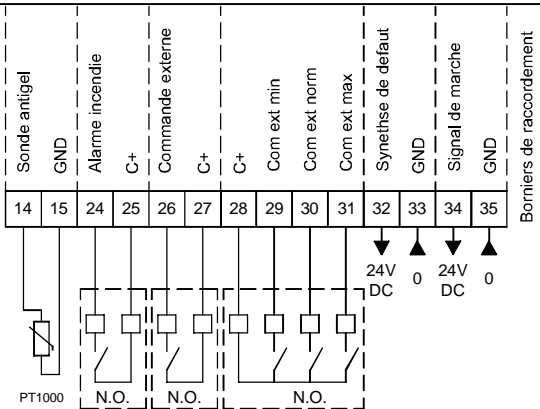 Sonde antigel
GND
Alarme incendie
C+
Commande externe
C+
C+
Com ext min
Com ext norm
Com ext max
Synethse de defaut
GND
Signal de marche
GND
Borniers de raccordement
14 15 24 25 26 27 28 29 30 31 32 33 34 35
24V DC
0
24V DC
0
PT1000
N.O.
N.O.
N.O.